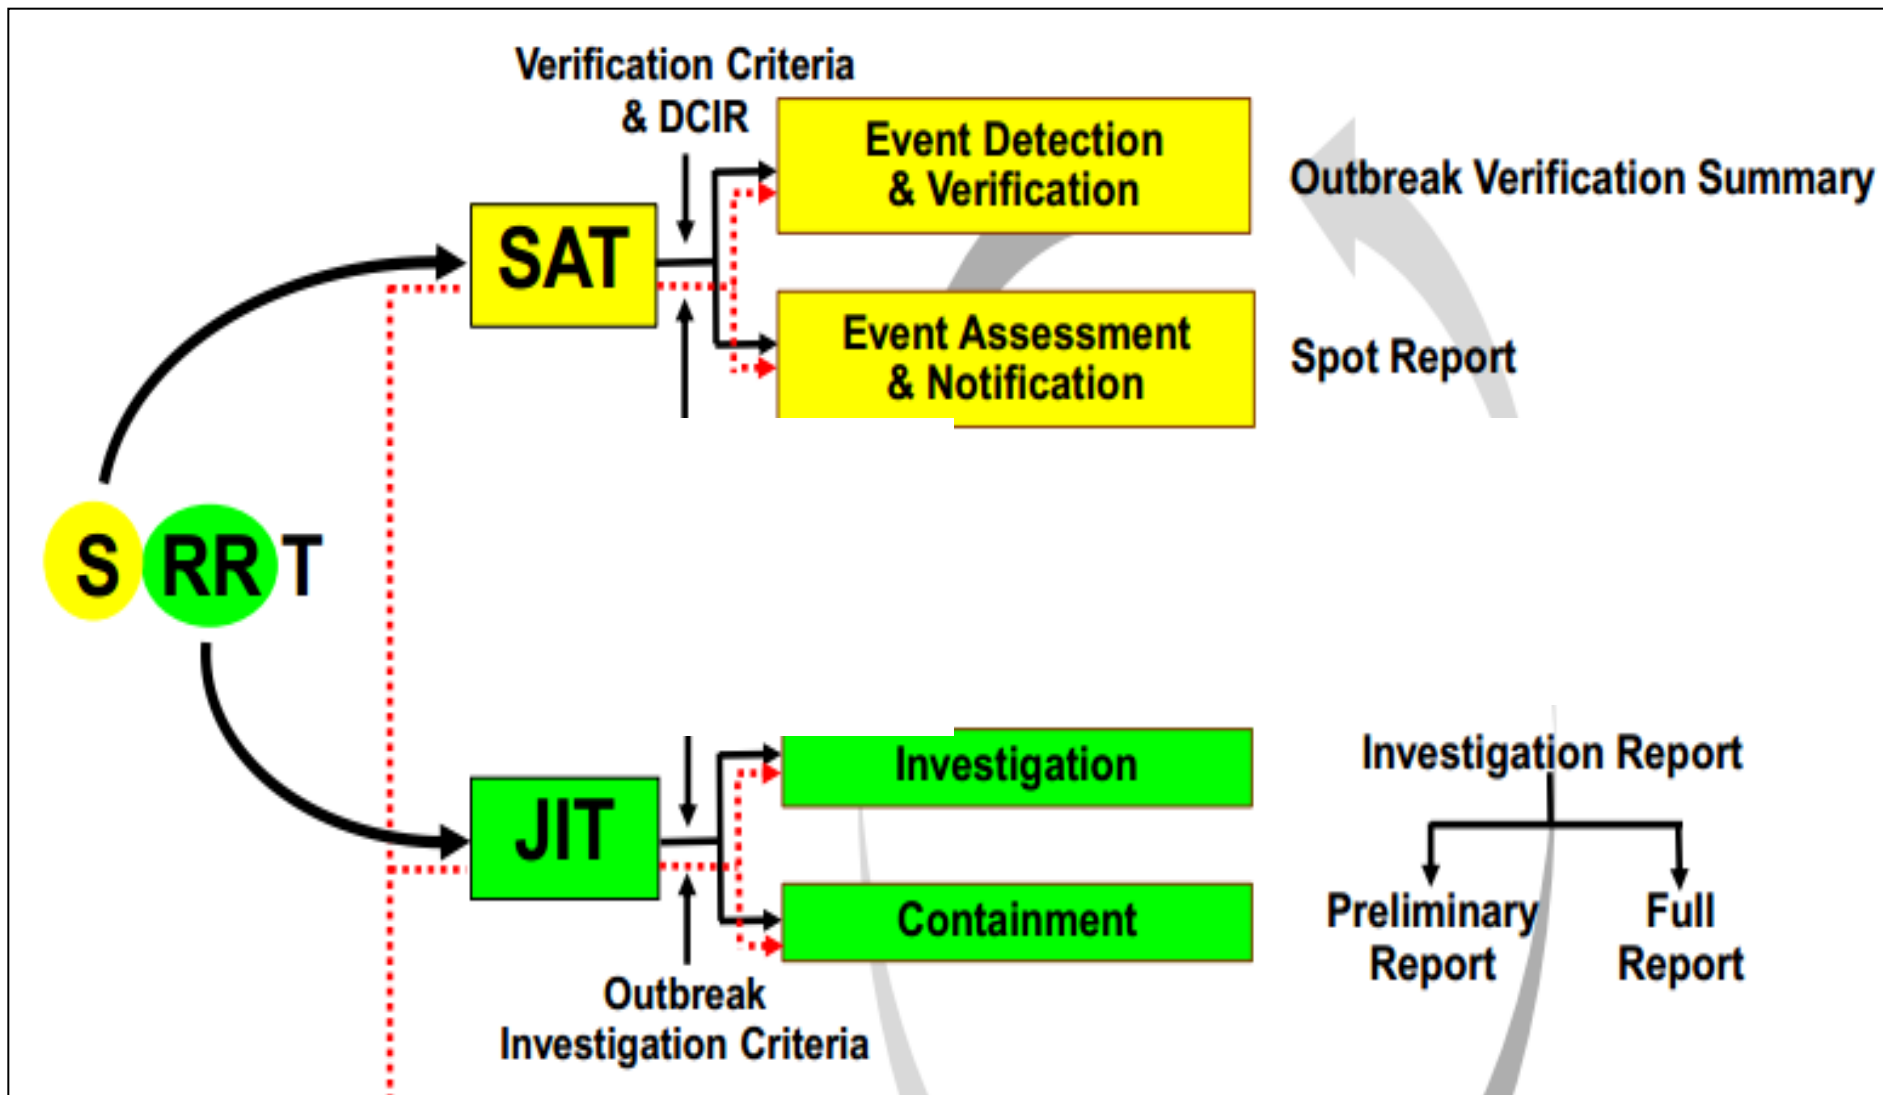 Verification Criteria
& DCIR
Event Detection
& Verification
Outbreak Verification Summary
SAT
Event Assessment
& Notification
Spot Report
S RR T
Investigation
Investigation Report
JIT
Containment
Preliminary
Report
Full
Report
Outbreak
Investigation Criteria